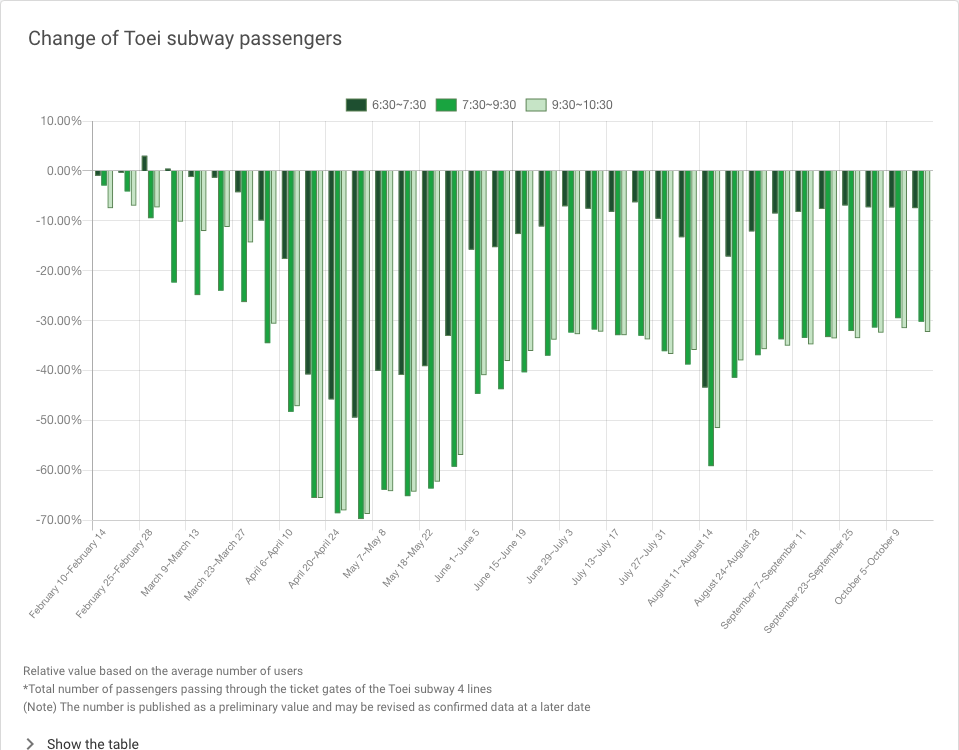 Change of Toei subway passengers
6:30~7:30 7:30~9:30 9:30~10:30
10.00%
0.00%
-10.00%
-20.00%
-30.00%
-40.00%
-50.00%
-60.00%
-70.00%
February 10~February 14
February 25~February 28
March 9~March 13
March 23~March 27
April 6~April 10
April 20~April 24
May 7~May 8
May 18~May 22
June 1~June 5
June 15~June 19
June 29~July 3
July 13~July 17
July 27~July 31
August 11~August 14
August 24~August 28
September 7~September 11
September 23~September 25
October 5~October 9
Relative value based on the average number of users
*Total number of passengers passing through the ticket gates of the Toei subway 4 lines
(Note) The number is published as a preliminary value and may be revised as confirmed data at a later date
Show the table